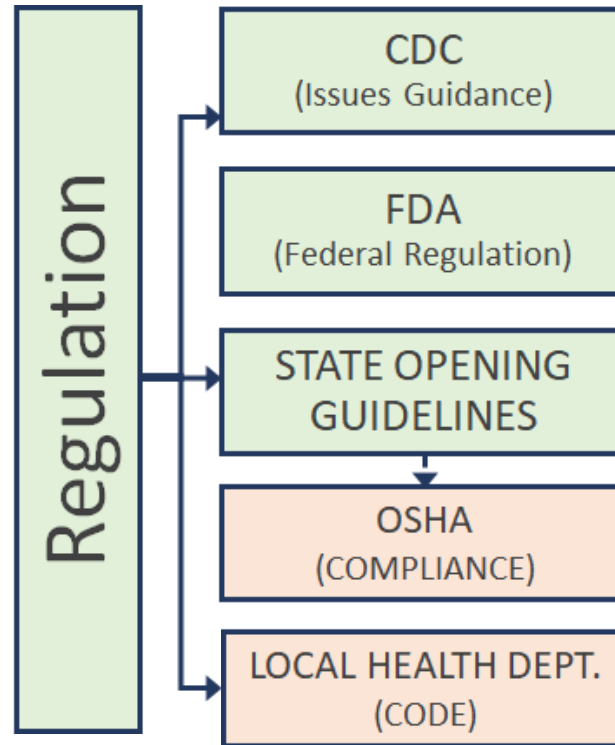 Regulation
CDC
(Issues Guidance)
FDA
(Federal Regulation)
STATE OPENING
GUIDELINES
OSHA
(COMPLIANCE)
LOCAL HEALTH DEPT.
(CODE)